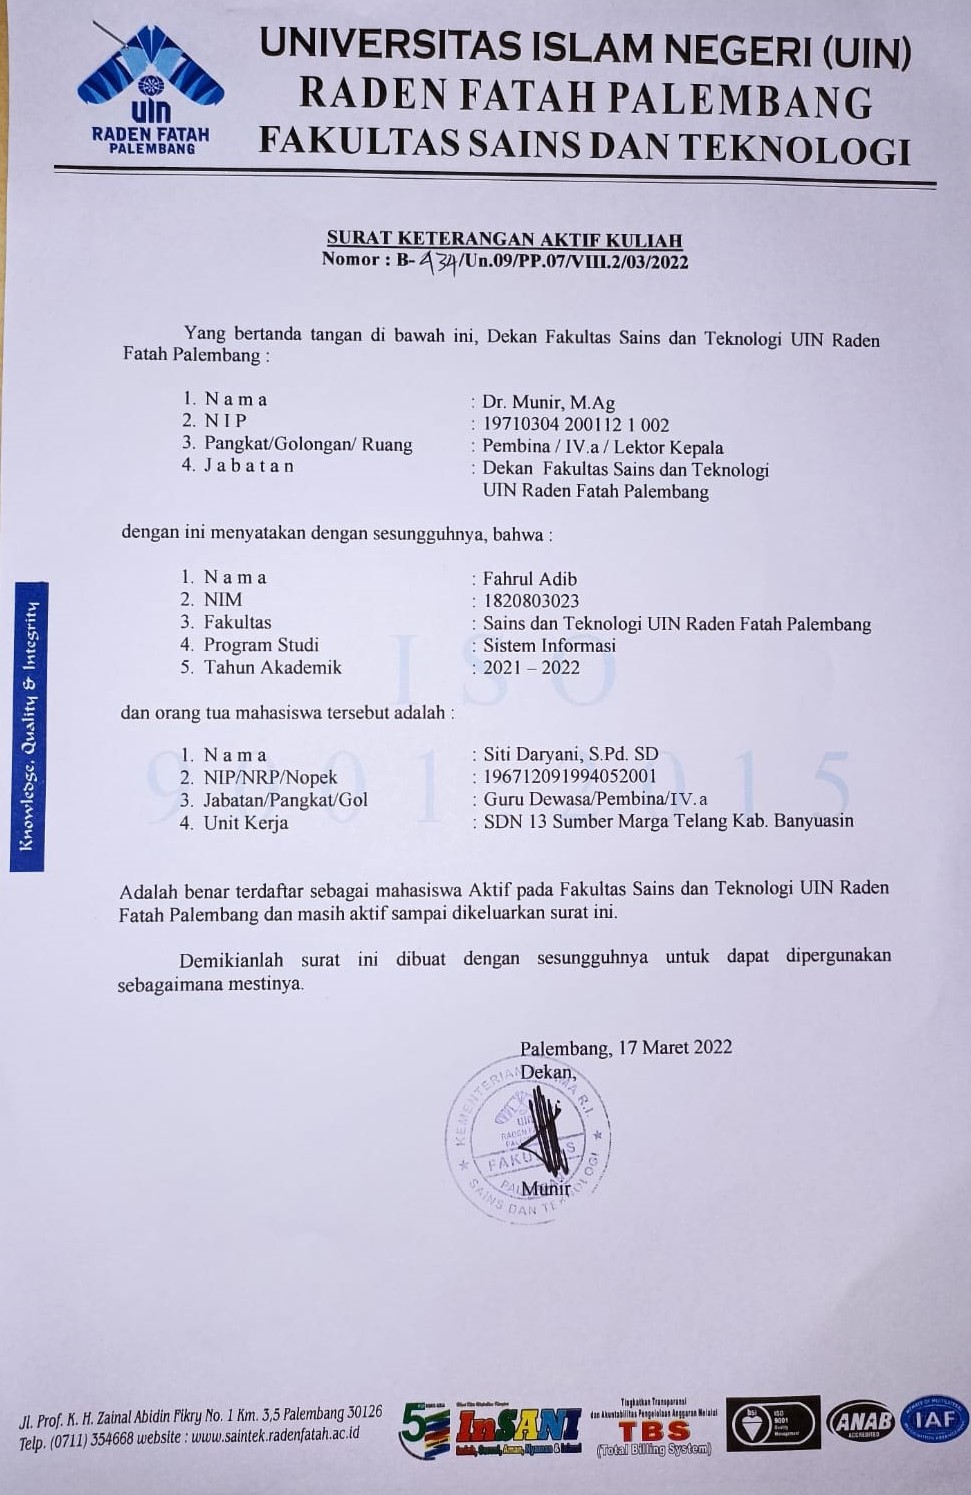 UNIVERSITAS ISLAM NEGERI (UIN)
RADEN FATAH PALEMBANG
FAKULTAS SAINS DAN TEKNOLOGI
uin
RADEN FATAH
PALEMBANG
SURAT KETERANGAN AKTIF KULIAH
Nomor : B-434/Un.09/PP.07/VIII.2/03/2022
Yang bertanda tangan di bawah ini, Dekan Fakultas Sains dan Teknologi UIN Raden
Fatah Palembang :
1. N a m a : Dr. Munir, M.Ag
2. N I P : 19710304 200112 1 002
3. Pangkat/Golongan/ Ruang : Pembina / IV.a / Lektor Kepala
4. J a b a t a n : Dekan Fakultas Sains dan Teknologi
UIN Raden Fatah Palembang
dengan ini menyatakan dengan sesungguhnya, bahwa :
1. N a m a : Fahrul Adib
2. NIM : 1820803023
3. Fakultas : Sains dan Teknologi UIN Raden Fatah Palembang
4. Program Studi : Sistem Informasi
5. Tahun Akademik : 2021 – 2022
dan orang tua mahasiswa tersebut adalah :
1. N a m a : Siti Daryani, S.Pd. SD
2. NIP/NRP/Nopek : 196712091994052001
3. Jabatan/Pangkat/Gol : Guru Dewasa/Pembina/IV.a
4. Unit Kerja : SDN 13 Sumber Marga Telang Kab. Banyuasin
ISO
9001 2015
Knowledge, Quality & Integrity
Adalah benar terdaftar sebagai mahasiswa Aktif pada Fakultas Sains dan Teknologi UIN Raden
Fatah Palembang dan masih aktif sampai dikeluarkan surat ini.
Demikianlah surat ini dibuat dengan sesungguhnya untuk dapat dipergunakan
sebagaimana mestinya.
Palembang, 17 Maret 2022
Dekan,
Munir
Jl. Prof. K. H. Zainal Abidin Fikry No. 1 Km. 3,5 Palembang 30126
Telp. (0711) 354668 website : www.saintek.radenfatah.ac.id
5
InSANI
Tingkatkan Transparansi
dan Akuntabilitas Pengelolaan Anggaran Melalui
TBS
(Total Billing System)
bsi
ISO
9001
Quality
Management
ANAB
ACCREDITED
IAF